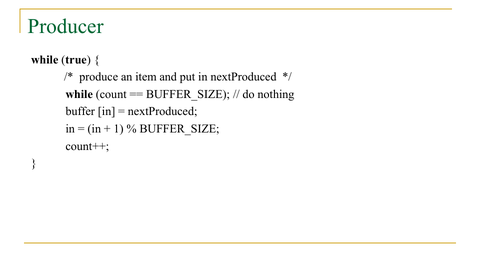 Producer
while (true) {
/* produce an item and put in nextProduced */
while (count == BUFFER_SIZE); // do nothing
buffer [in] = nextProduced;
in = (in + 1) % BUFFER_SIZE;
count++;
}